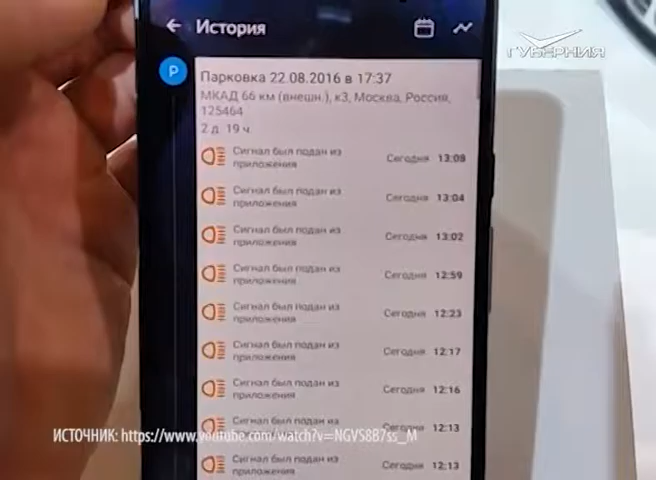 История
ГУБЕРНИЯ
P
Парковка 22.08.2016 в 17:37
МКАД 66 км (внешн.), к3, Москва, Россия,
125464
2 д. 19 ч.
Сигнал был подан из
приложения
Сегодня 13:08
Сигнал был подан из
приложения
Сегодня 13:04
Сигнал был подан из
приложения
Сегодня 13:02
Сигнал был подан из
приложения
Сегодня 12:59
Сигнал был подан из
приложения
Сегодня 12:23
Сигнал был подан из
приложения
Сегодня 12:17
Сигнал был подан из
приложения
Сегодня 12:16
Сигнал был подан из
приложения
Сегодня 12:13
ИСТОЧНИК: https://www.youtube.com/watch?v=NGVS8B7ss_M
Сигнал был подан из
приложения
Сегодня 12:13